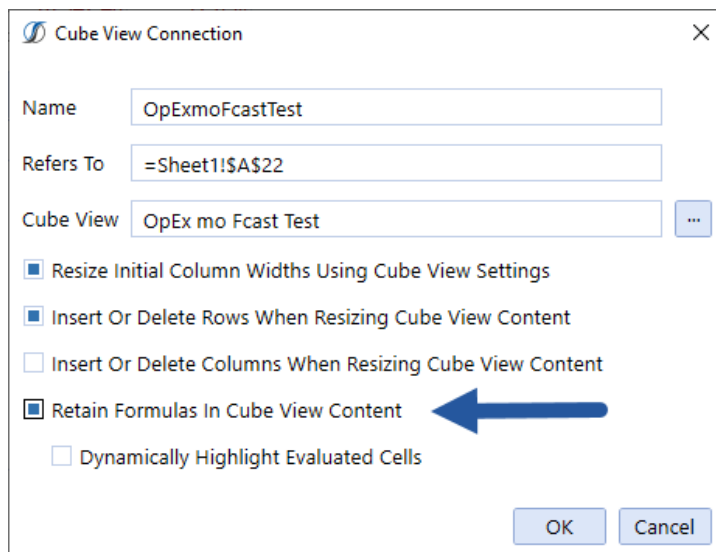 Cube View Connection
Name OpExmoFcastTest
Refers To =Sheet1!$A$22
Cube View OpEx mo Fcast Test ...
Resize Initial Column Widths Using Cube View Settings
Insert Or Delete Rows When Resizing Cube View Content
Insert Or Delete Columns When Resizing Cube View Content
Retain Formulas In Cube View Content
Dynamically Highlight Evaluated Cells
OK Cancel